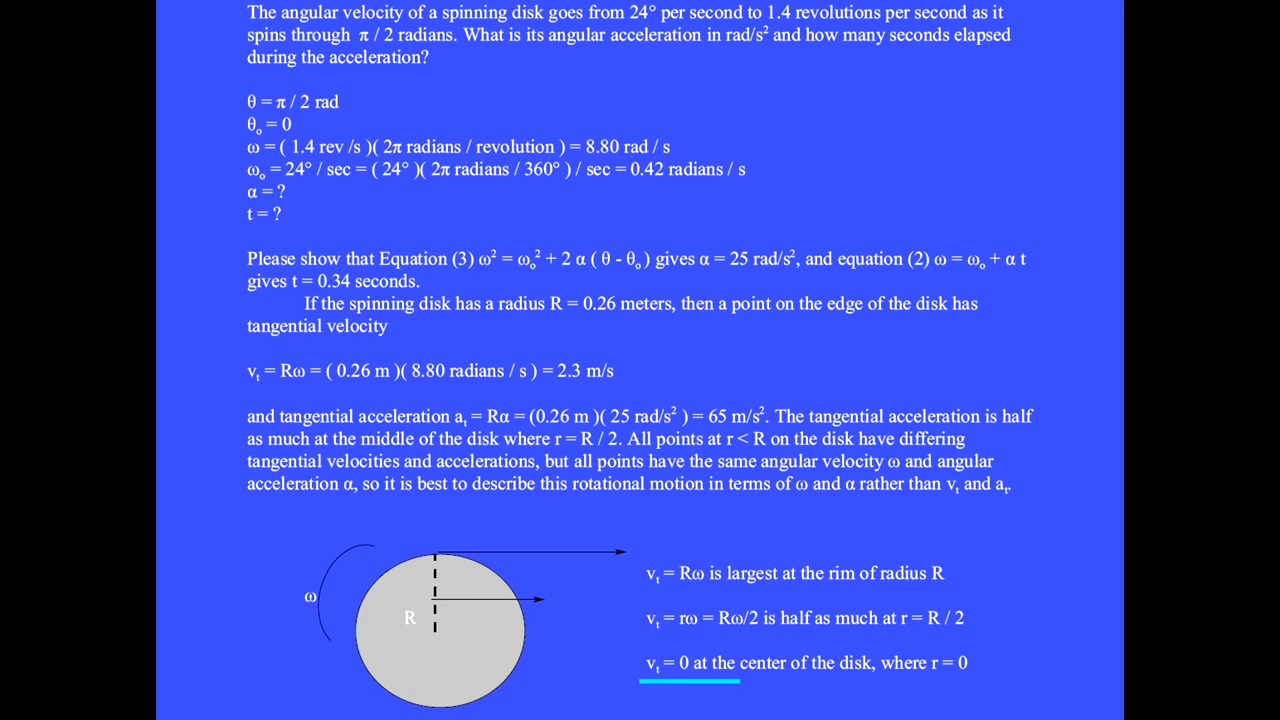 The angular velocity of a spinning disk goes from 24° per second to 1.4 revolutions per second as it
spins through π / 2 radians. What is its angular acceleration in rad/s² and how many seconds elapsed
during the acceleration?
θ = π / 2 rad
θₒ = 0
ω = ( 1.4 rev /s )( 2π radians / revolution ) = 8.80 rad / s
ωₒ = 24° / sec = ( 24° )( 2π radians / 360° ) / sec = 0.42 radians / s
α = ?
t = ?
Please show that Equation (3) ω² = ωₒ² + 2 α ( θ - θₒ ) gives α = 25 rad/s², and equation (2) ω = ωₒ + α t
gives t = 0.34 seconds.
If the spinning disk has a radius R = 0.26 meters, then a point on the edge of the disk has
tangential velocity
vₜ = Rω = ( 0.26 m )( 8.80 radians / s ) = 2.3 m/s
and tangential acceleration aₜ = Rα = (0.26 m )( 25 rad/s² ) = 65 m/s². The tangential acceleration is half
as much at the middle of the disk where r = R / 2. All points at r < R on the disk have differing
tangential velocities and accelerations, but all points have the same angular velocity ω and angular
acceleration α, so it is best to describe this rotational motion in terms of ω and α rather than vₜ and aₜ.
ω
R
vₜ = Rω is largest at the rim of radius R
vₜ = rω = Rω/2 is half as much at r = R / 2
vₜ = 0 at the center of the disk, where r = 0